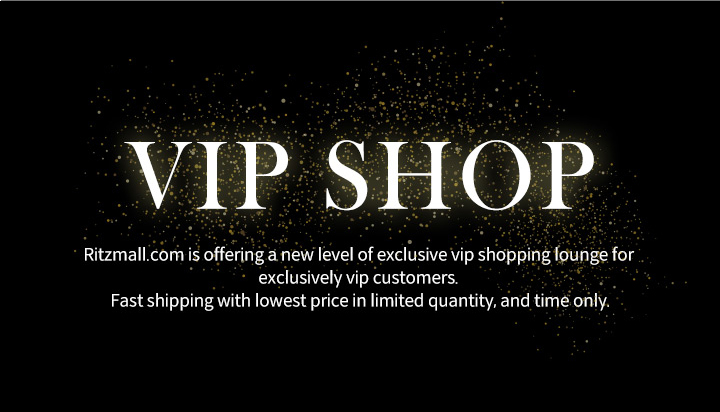 VIP SHOP
Ritzmall.com is offering a new level of exclusive vip shopping lounge for
exclusively vip customers.
Fast shipping with lowest price in limited quantity, and time only.